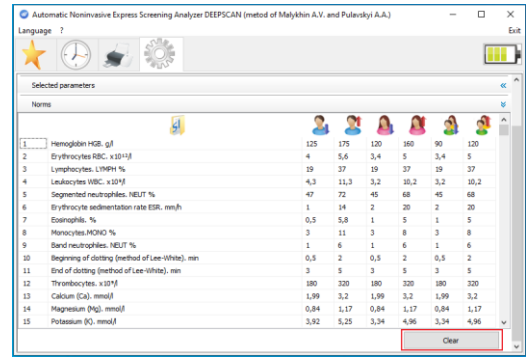 Automatic Noninvasive Express Screening Analyzer DEEPSCAN (metod of Malykhin A.V. and Pulavskyi A.A.)
Language ? Exit
Selected parameters
Norms
1 Hemoglobin HGB. g/l 125 175 120 160 90 120
2 Erythrocytes RBC. x10¹²/l 4 5,6 3,4 5 3,4 5
3 Lymphocytes. LYMPH % 19 37 19 37 19 37
4 Leukocytes WBC. x10⁹/l 4,3 11,3 3,2 10,2 3,2 10,2
5 Segmented neutrophiles. NEUT % 47 72 45 68 45 68
6 Erythrocyte sedimentation rate ESR. mm/h 1 14 2 20 2 20
7 Eosinophils. % 0,5 5,8 1 5 1 5
8 Monocytes.MONO % 3 11 3 8 3 8
9 Band neutrophiles. NEUT % 1 6 1 6 1 6
10 Beginning of clotting (method of Lee-White). min 0,5 2 0,5 2 0,5 2
11 End of clotting (method of Lee-White). min 3 5 3 5 3 5
12 Thrombocytes. x10⁹/l 180 320 180 320 180 320
13 Calcium (Ca). mmol/l 1,99 3,2 1,99 3,2 1,99 3,2
14 Magnesium (Mg). mmol/l 0,84 1,17 0,84 1,17 0,84 1,17
15 Potassium (K). mmol/l 3,92 5,25 3,34 4,96 3,34 4,96
Clear